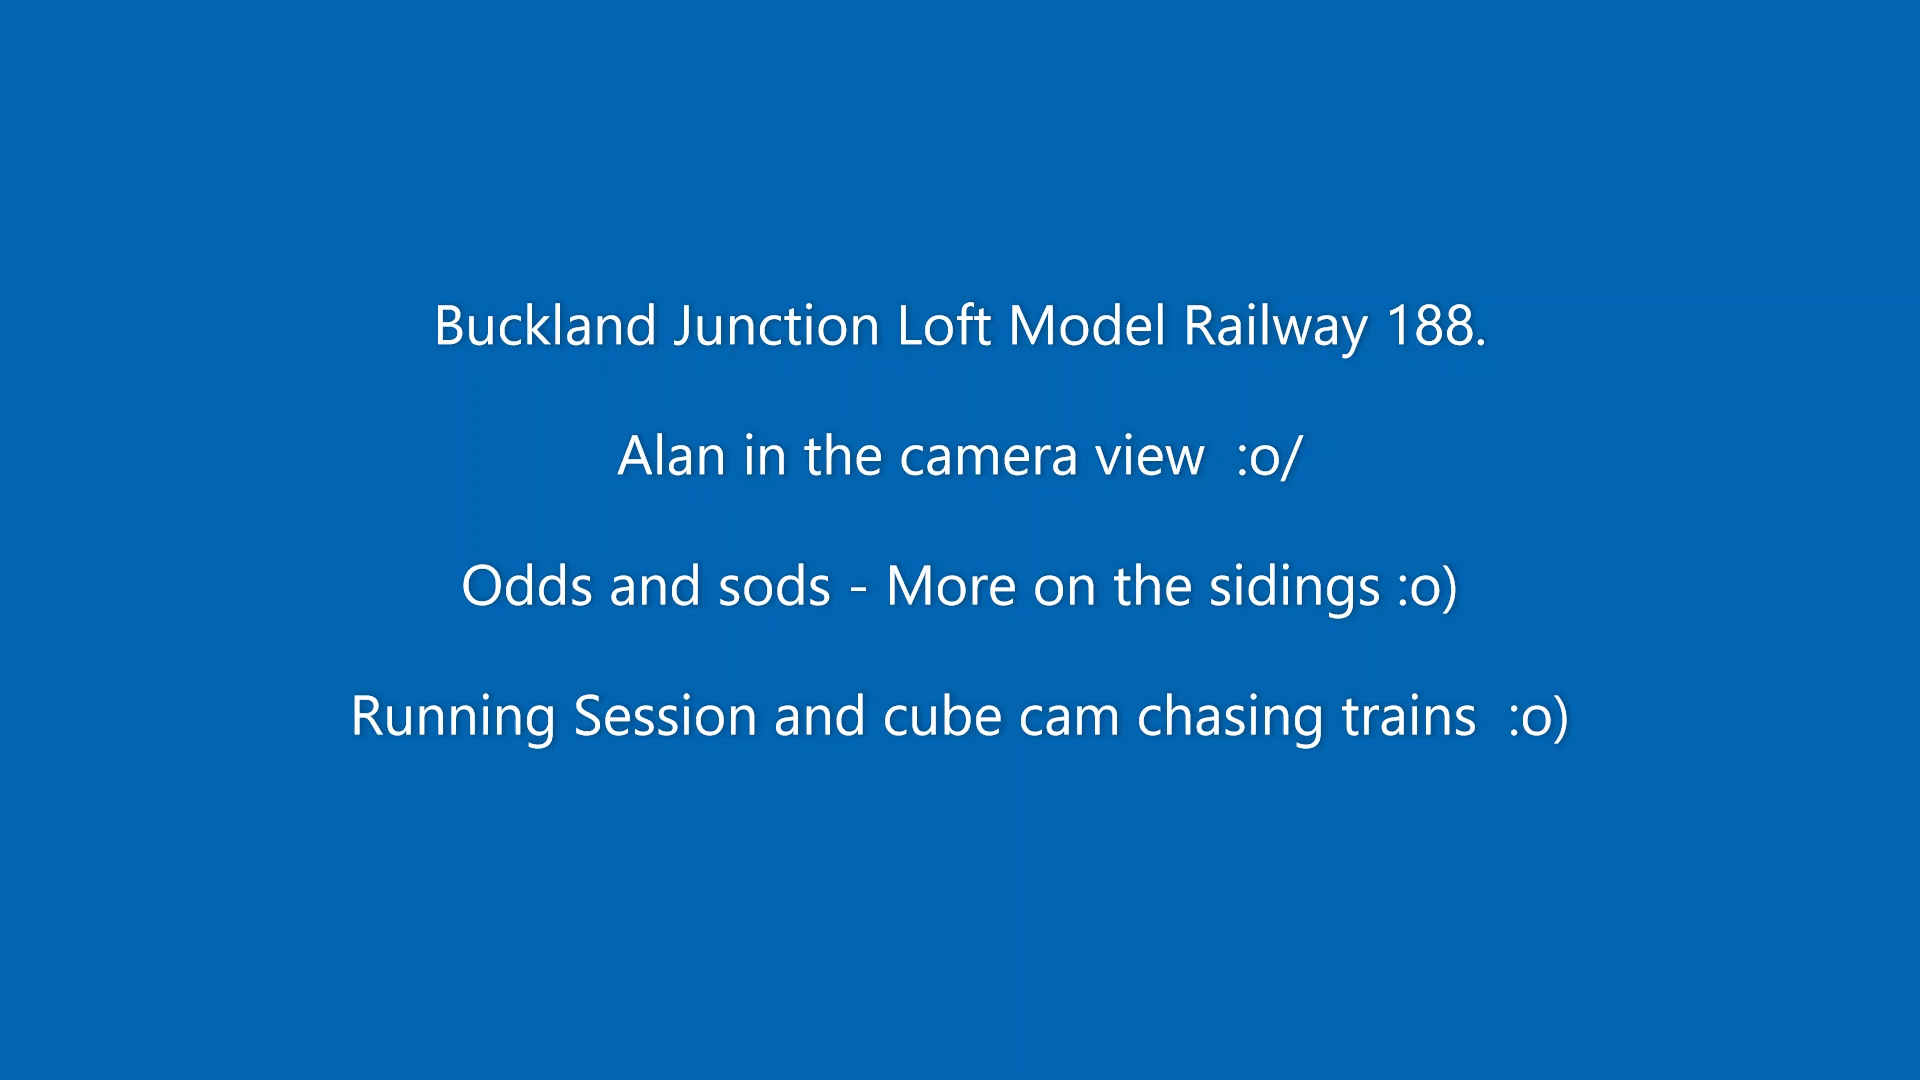 Buckland Junction Loft Model Railway 188.
Alan in the camera view  :o/
Odds and sods - More on the sidings :o)
Running Session and cube cam chasing trains  :o)